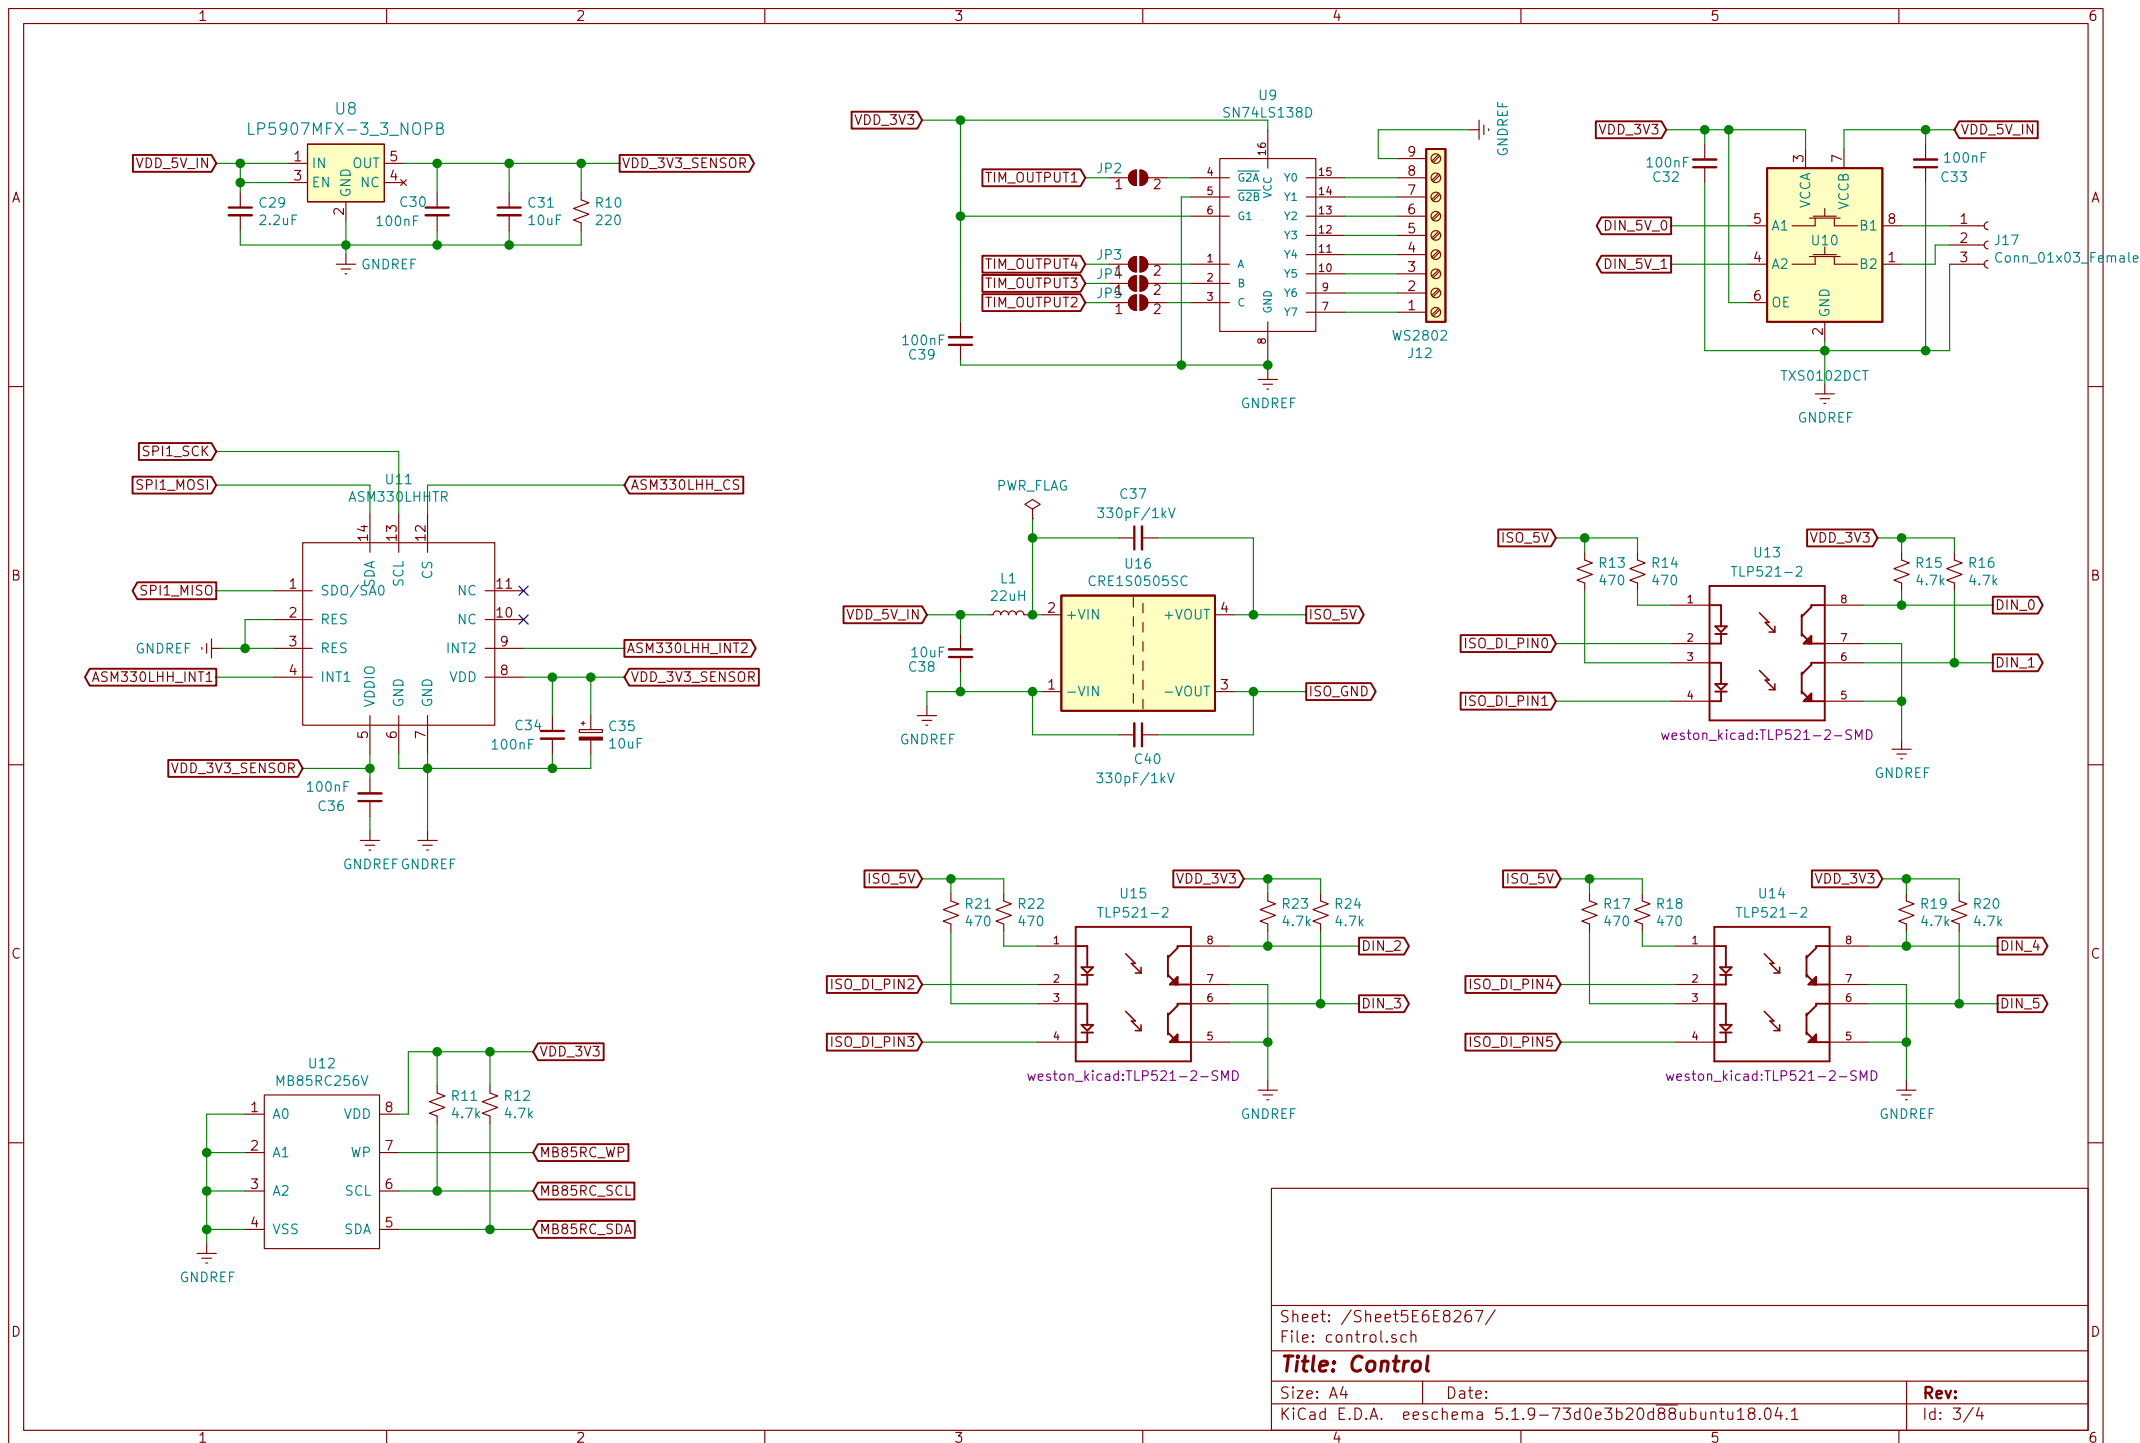 1 2 3 4 5 6
A
B
C
D
U8
LP5907MFX-3_3_NOPB
VDD_5V_IN
1 IN OUT 5
3 EN NC 4
GND
2
VDD_3V3_SENSOR
C29
2.2uF
C30
100nF
C31
10uF
R10
220
GNDREF
U9
SN74LS138D
VDD_3V3
GNDREF
16
VCC
TIM_OUTPUT1
JP2
1 2
4 G2A Y0 15
5 G2B Y1 14
6 G1 Y2 13
Y3 12
Y4 11
Y5 10
Y6 9
Y7 7
TIM_OUTPUT4
JP3
1 2
1 A
TIM_OUTPUT3
JP4
1 2
2 B
TIM_OUTPUT2
JP5
1 2
3 C
GND
8
9
8
7
6
5
4
3
2
1
WS2802
J12
100nF
C39
GNDREF
VDD_3V3
VDD_5V_IN
100nF
C32
100nF
C33
3 7
VCCA VCCB
DIN_5V_0
5 A1 B1 8
U10
DIN_5V_1
4 A2 B2 1
6 OE
GND
2
1
2
3
J17
Conn_01x03_Female
TXS0102DCT
GNDREF
SPI1_SCK
SPI1_MOSI
U11
ASM330LHHTR
ASM330LHH_CS
14 13 12
SDA SCL CS
SPI1_MISO
1 SDO/SA0 NC 11
2 RES NC 10
GNDREF
3 RES INT2 9
ASM330LHH_INT2
ASM330LHH_INT1
4 INT1 VDD 8
VDD_3V3_SENSOR
VDDIO GND GND
5 6 7
C34
100nF
C35
10uF
VDD_3V3_SENSOR
100nF
C36
GNDREF GNDREF
PWR_FLAG
C37
330pF/1kV
U16
CRE1S0505SC
L1
22uH
VDD_5V_IN
2 +VIN +VOUT 4
ISO_5V
10uF
C38
1 -VIN -VOUT 3
ISO_GND
GNDREF
C40
330pF/1kV
ISO_5V
R13
470
R14
470
U13
TLP521-2
VDD_3V3
R15
4.7k
R16
4.7k
1 8
DIN_0
ISO_DI_PIN0
2 7
3 6
DIN_1
ISO_DI_PIN1
4 5
weston_kicad:TLP521-2-SMD
GNDREF
ISO_5V
R21
470
R22
470
U15
TLP521-2
VDD_3V3
R23
4.7k
R24
4.7k
1 8
DIN_2
ISO_DI_PIN2
2 7
3 6
DIN_3
ISO_DI_PIN3
4 5
weston_kicad:TLP521-2-SMD
GNDREF
ISO_5V
R17
470
R18
470
U14
TLP521-2
VDD_3V3
R19
4.7k
R20
4.7k
1 8
DIN_4
ISO_DI_PIN4
2 7
3 6
DIN_5
ISO_DI_PIN5
4 5
weston_kicad:TLP521-2-SMD
GNDREF
U12
MB85RC256V
VDD_3V3
R11
4.7k
R12
4.7k
1 A0 VDD 8
2 A1 WP 7
MB85RC_WP
3 A2 SCL 6
MB85RC_SCL
4 VSS SDA 5
MB85RC_SDA
GNDREF
Sheet: /Sheet5E6E8267/
File: control.sch
Title: Control
Size: A4 Date: Rev:
KiCad E.D.A. eeschema 5.1.9-73d0e3b20d88ubuntu18.04.1 Id: 3/4
A
B
C
D
1 2 3 4 5 6